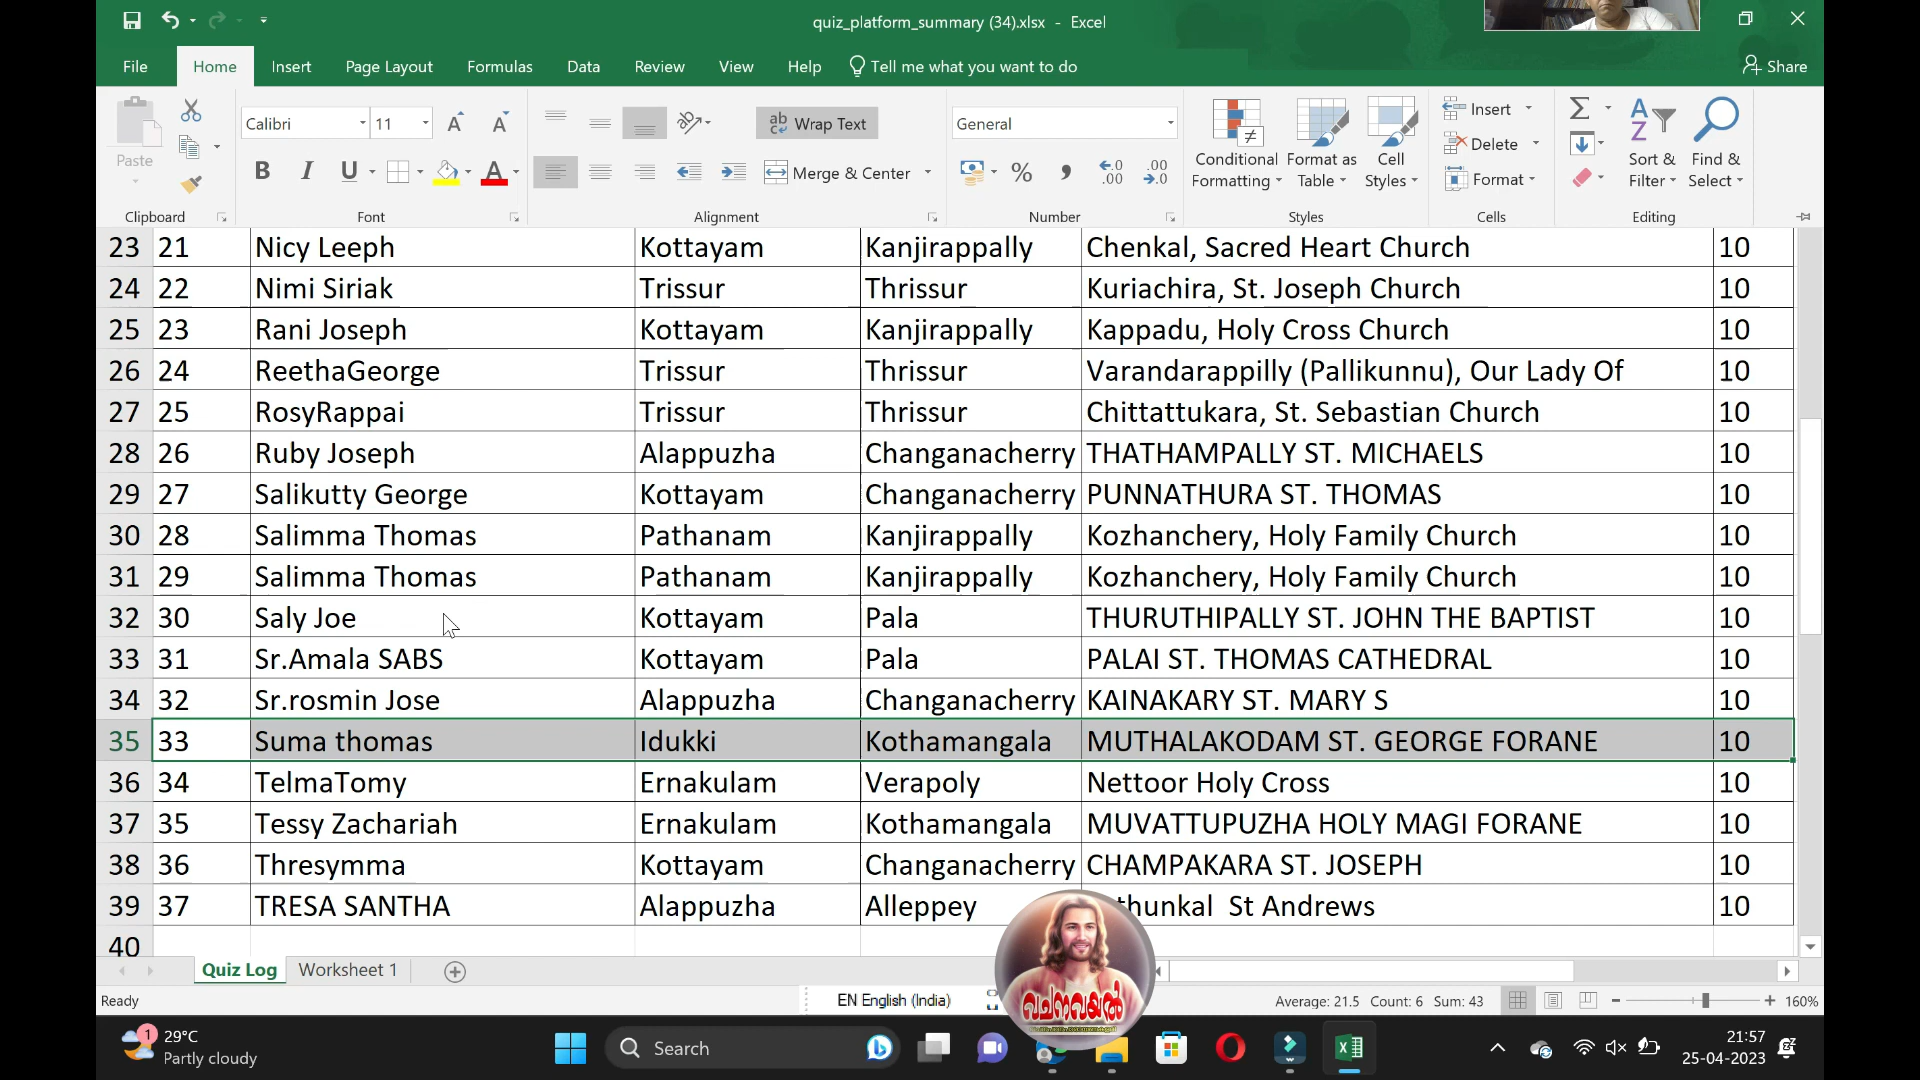 quiz_platform_summary (34).xlsx - Excel
File Home Insert Page Layout Formulas Data Review View Help Tell me what you want to do Share
Paste
Clipboard
Calibri 11
B I U
Font
Wrap Text
Merge & Center
Alignment
General
Number
Conditional Formatting
Format as Table
Cell Styles
Styles
Insert
Delete
Format
Cells
Sort & Filter
Find & Select
Editing
23 21 Nicy Leeph Kottayam Kanjirappally Chenkal, Sacred Heart Church 10
24 22 Nimi Siriak Trissur Thrissur Kuriachira, St. Joseph Church 10
25 23 Rani Joseph Kottayam Kanjirappally Kappadu, Holy Cross Church 10
26 24 ReethaGeorge Trissur Thrissur Varandarappilly (Pallikunnu), Our Lady Of 10
27 25 RosyRappai Trissur Thrissur Chittattukara, St. Sebastian Church 10
28 26 Ruby Joseph Alappuzha Changanacherry THATHAMPALLY ST. MICHAELS 10
29 27 Salikutty George Kottayam Changanacherry PUNNATHURA ST. THOMAS 10
30 28 Salimma Thomas Pathanam Kanjirappally Kozhanchery, Holy Family Church 10
31 29 Salimma Thomas Pathanam Kanjirappally Kozhanchery, Holy Family Church 10
32 30 Saly Joe Kottayam Pala THURUTHIPALLY ST. JOHN THE BAPTIST 10
33 31 Sr.Amala SABS Kottayam Pala PALAI ST. THOMAS CATHEDRAL 10
34 32 Sr.rosmin Jose Alappuzha Changanacherry KAINAKARY ST. MARY S 10
35 33 Suma thomas Idukki Kothamangala MUTHALAKODAM ST. GEORGE FORANE 10
36 34 TelmaTomy Ernakulam Verapoly Nettoor Holy Cross 10
37 35 Tessy Zachariah Ernakulam Kothamangala MUVATTUPUZHA HOLY MAGI FORANE 10
38 36 Thresymma Kottayam Changanacherry CHAMPAKARA ST. JOSEPH 10
39 37 TRESA SANTHA Alappuzha Alleppey thunkal St Andrews 10
40
Quiz Log Worksheet 1
Ready EN English (India) Average: 21.5 Count: 6 Sum: 43 160%
വചനവയൽ
1 29°C
Partly cloudy
Search
21:57
25-04-2023